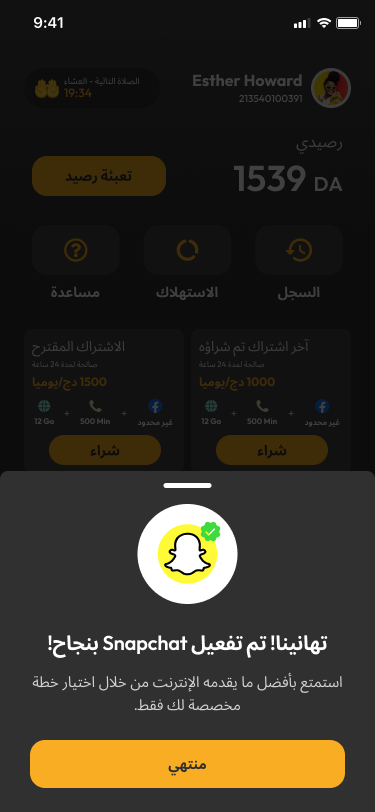 9:41
Esther Howard
213540100391
الصلاة التالية - العشاء
19:34
رصيدي
1539 DA
تعبئة رصيد
السجل
الاستهلاك
مساعدة
آخر اشتراك تم شراؤه
صالحة لمدة 24 ساعة
1000 دج/يوميا
غير محدود + 500 Min + 12 Go
شراء
الاشتراك المقترح
صالحة لمدة 24 ساعة
1500 دج/يوميا
غير محدود + 500 Min + 12 Go
شراء
تهانينا! تم تفعيل Snapchat بنجاح!
استمتع بأفضل ما يقدمه الإنترنت من خلال اختيار خطة
مخصصة لك فقط.
منتهي